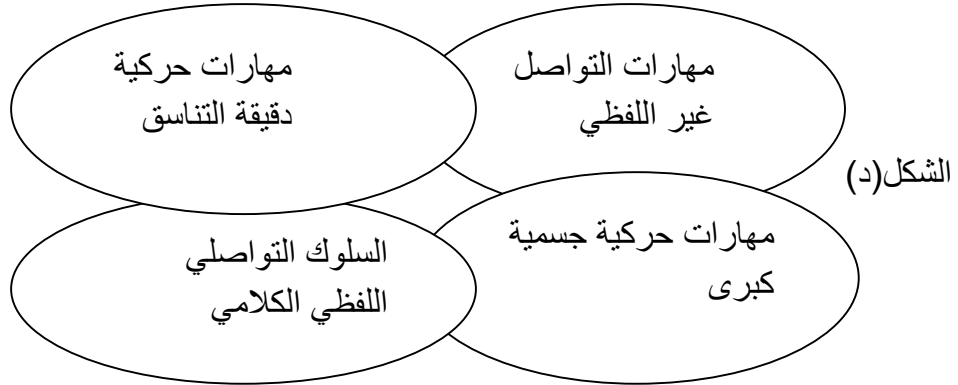 مهارات التواصل
غير اللفظي
مهارات حركية
دقيقة التناسق
الشكل(د)
مهارات حركية جسمية
كبرى
السلوك التواصلي
اللفظي الكلامي